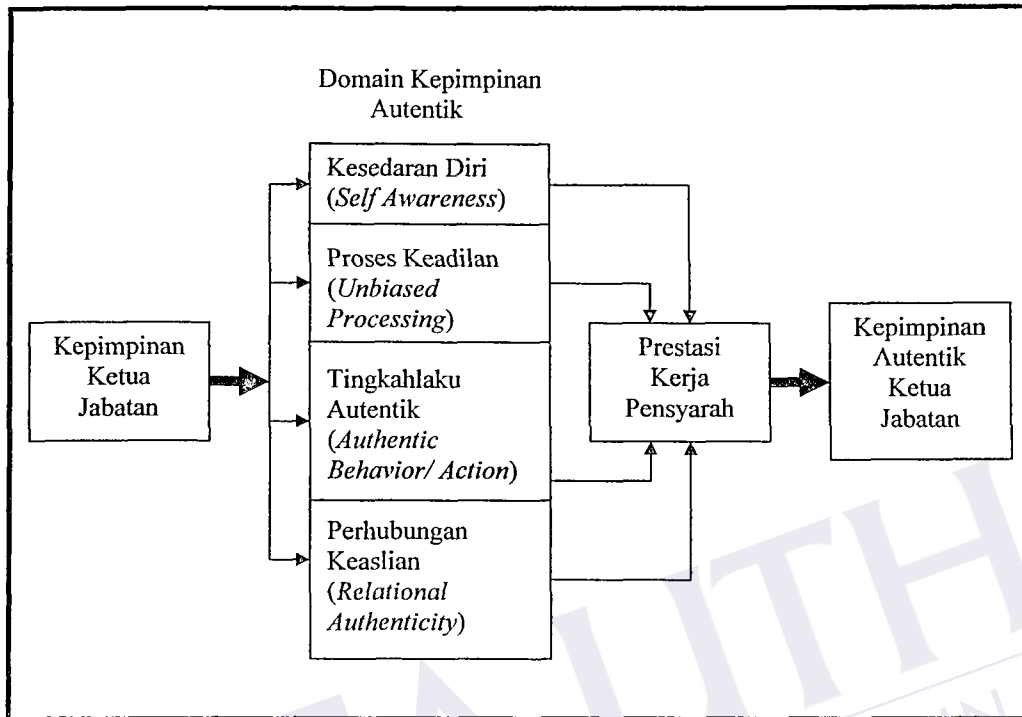 Domain Kepimpinan
Autentik
Kesedaran Diri
(Self Awareness)
Proses Keadilan
(Unbiased
Processing)
Tingkahlaku
Autentik
(Authentic
Behavior/ Action)
Perhubungan
Keaslian
(Relational
Authenticity)
Kepimpinan
Ketua
Jabatan
Prestasi
Kerja
Pensyarah
Kepimpinan
Autentik
Ketua
Jabatan